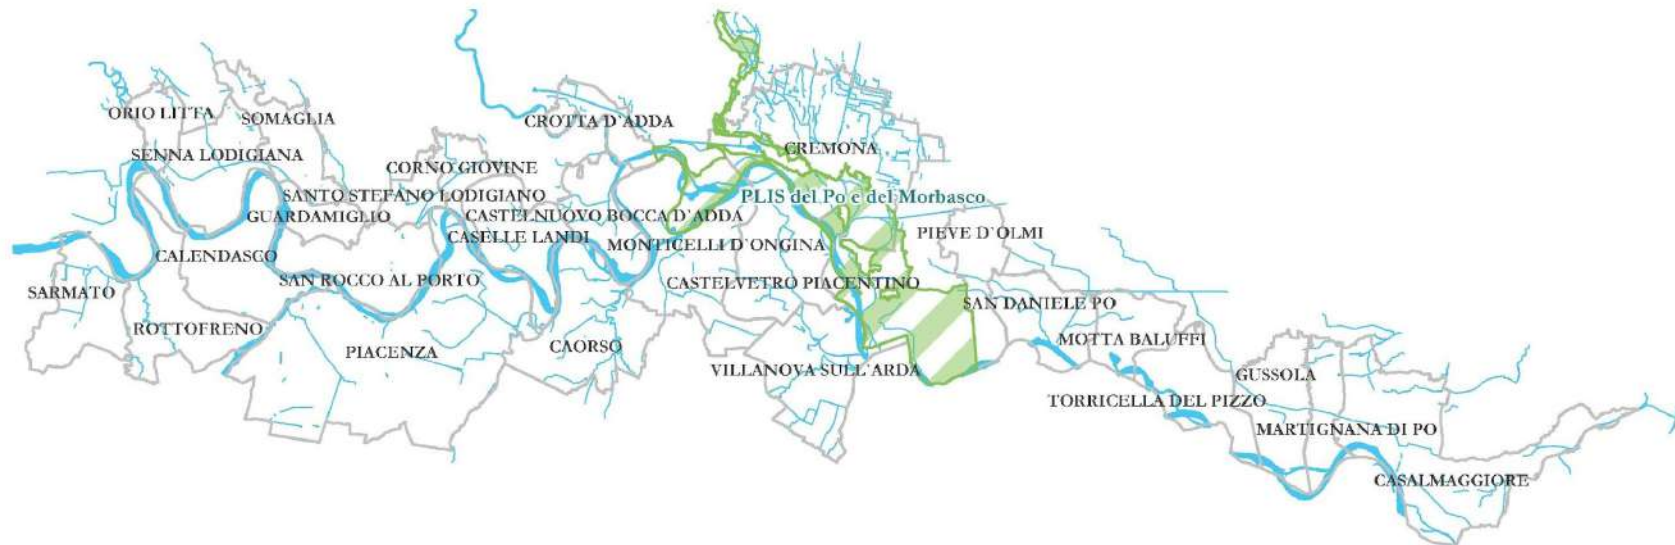 ORIO LITTA
SOMAGLIA
CROTTA D'ADDA
CREMONA
SENNA LODIGIANA
CORNO GIOVINE
SANTO STEFANO LODIGIANO
PLIS del Po e del Morbasco
GUARDAMIGLIO
CASTELNUOVO BOCCA D'ADDA
CASELLE LANDI
MONTICELLI D'ONGINA
PIEVE D'OLMI
CALENDASCO
SAN ROCCO AL PORTO
CASTELVETRO PIACENTINO
SARMATO
SAN DANIELE PO
ROTTOFRENO
PIACENZA
CAORSO
MOTTA BALUFFI
VILLANOVA SULL'ARDA
GUSSOLA
TORRICELLA DEL PIZZO
MARTIGNANA DI PO
CASALMAGGIORE